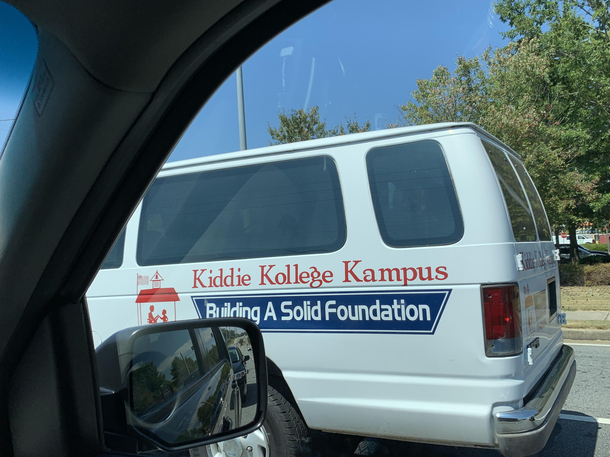 Kiddie Kollege Kampus
Building A Solid Foundation